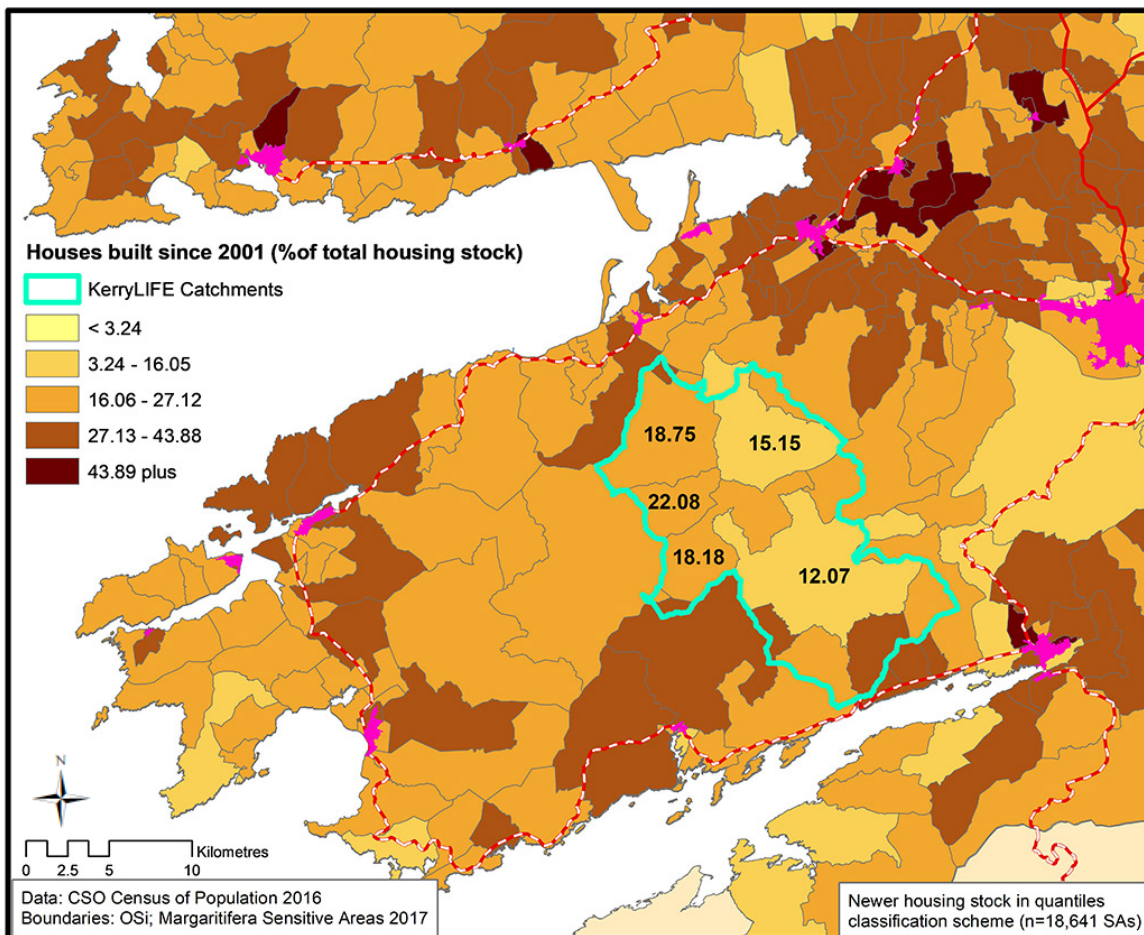 Houses built since 2001 (%of total housing stock)
KerryLIFE Catchments
< 3.24
3.24 - 16.05
16.06 - 27.12
27.13 - 43.88
43.89 plus
18.75
15.15
22.08
18.18
12.07
N
Kilometres
0 2.5 5 10
Data: CSO Census of Population 2016
Boundaries: OSi; Margaritifera Sensitive Areas 2017
Newer housing stock in quantiles
classification scheme (n=18,641 SAs)